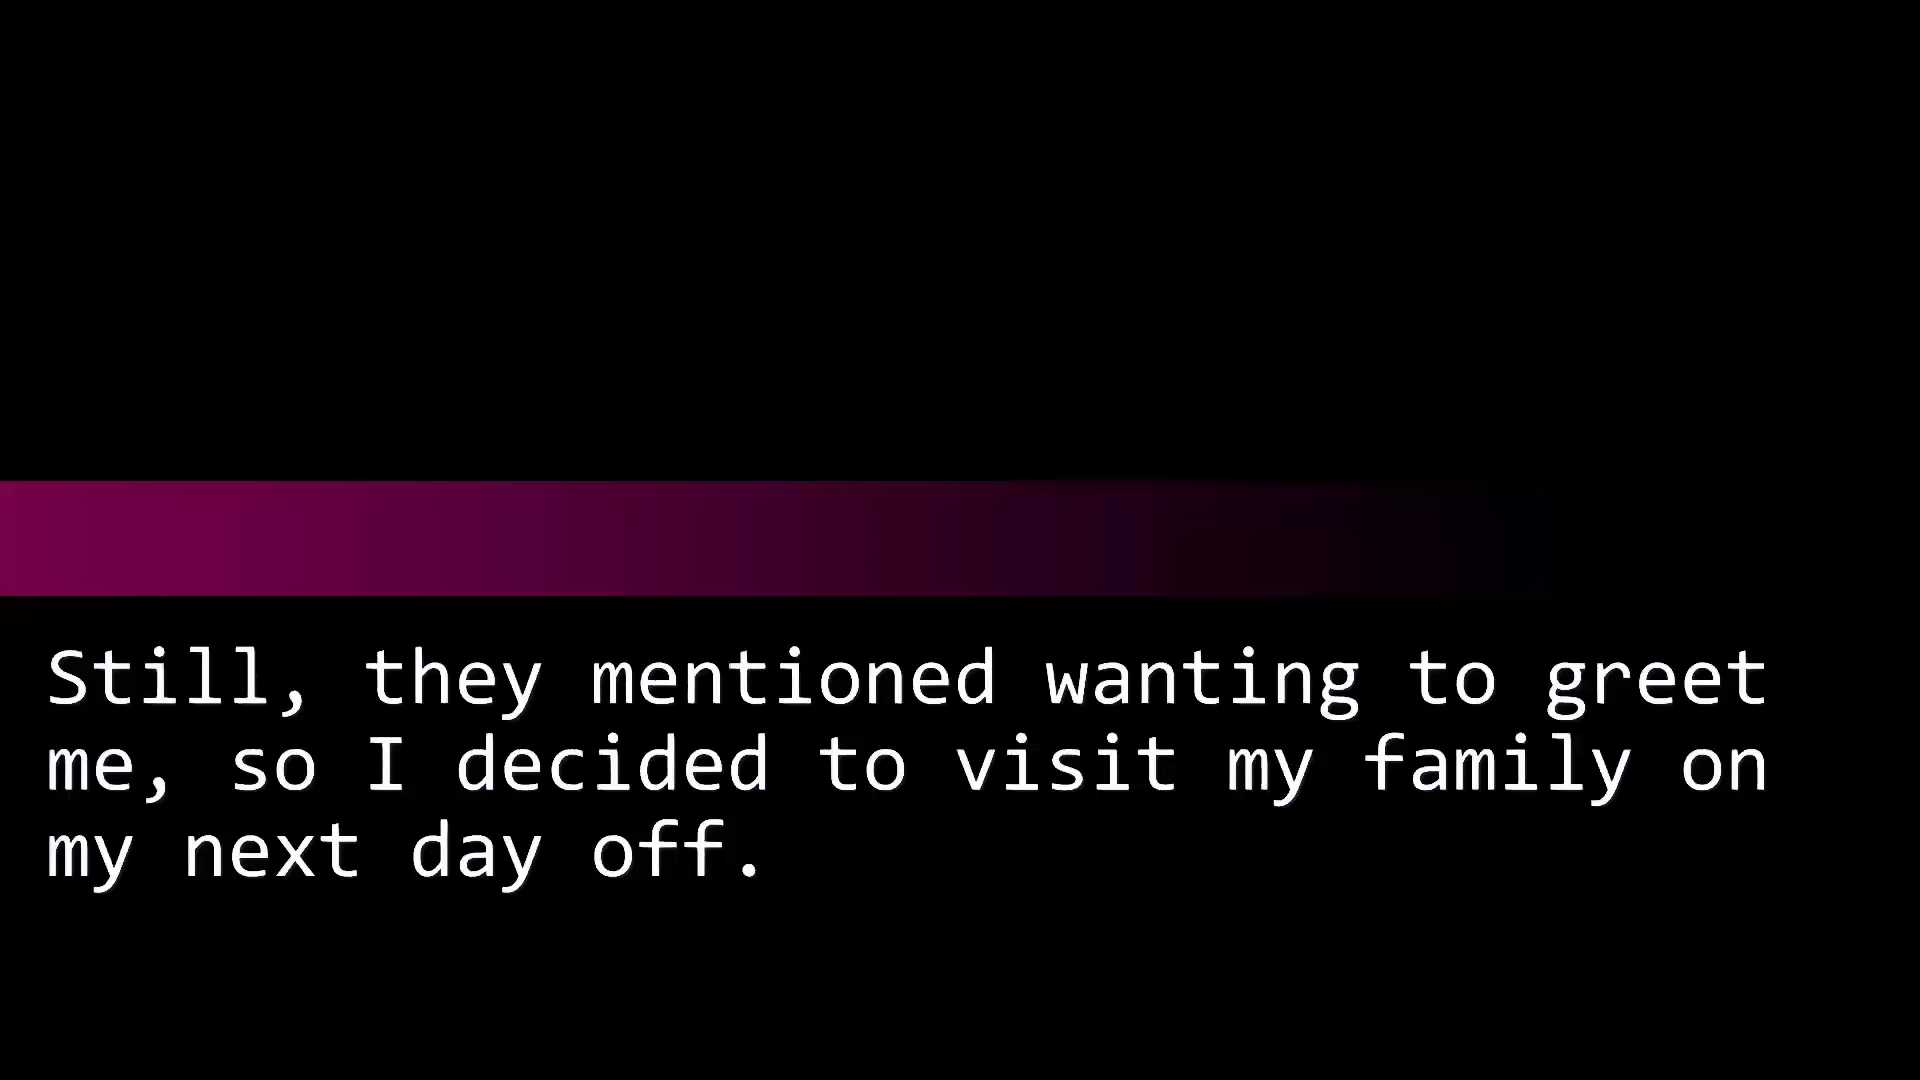 Still, they mentioned wanting to greet
me, so I decided to visit my family on
my next day off.